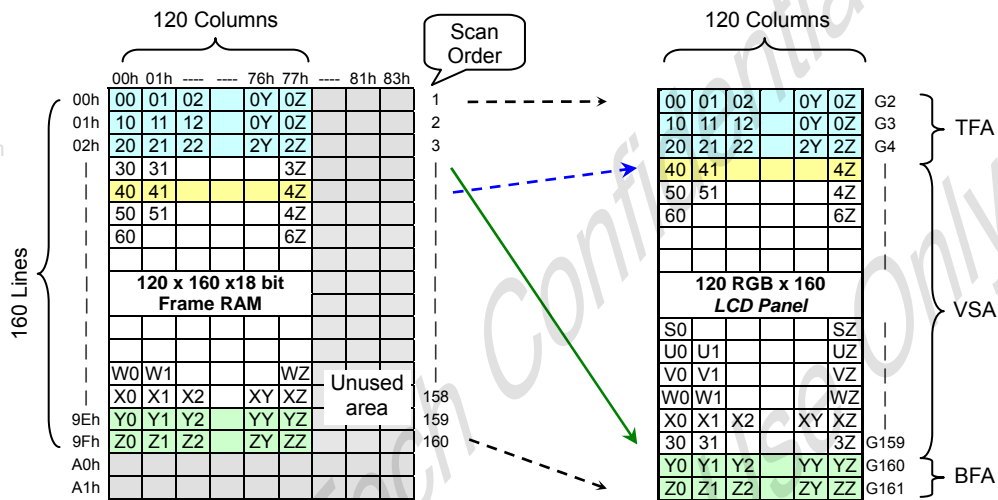 120 Columns 120 Columns
Scan Order
00h 01h ---- ---- 76h 77h ---- 81h 83h
00h 00 01 02 0Y 0Z 1 00 01 02 0Y 0Z G2
01h 10 11 12 0Y 0Z 2 10 11 12 0Y 0Z G3 TFA
02h 20 21 22 2Y 2Z 3 20 21 22 2Y 2Z G4
30 31 3Z 40 41 4Z
40 41 4Z 50 51 4Z
50 51 4Z 60 6Z
60 6Z
160 Lines
120 x 160 x18 bit 120 RGB x 160
Frame RAM LCD Panel
VSA
S0 SZ
U0 U1 UZ
W0 W1 WZ V0 V1 VZ
Unused area
X0 X1 X2 XY XZ 158 W0 W1 WZ
9Eh Y0 Y1 Y2 YY YZ 159 X0 X1 X2 XY XZ
9Fh Z0 Z1 Z2 ZY ZZ 160 30 31 3Z G159
A0h Y0 Y1 Y2 YY YZ G160
BFA
A1h Z0 Z1 Z2 ZY ZZ G161